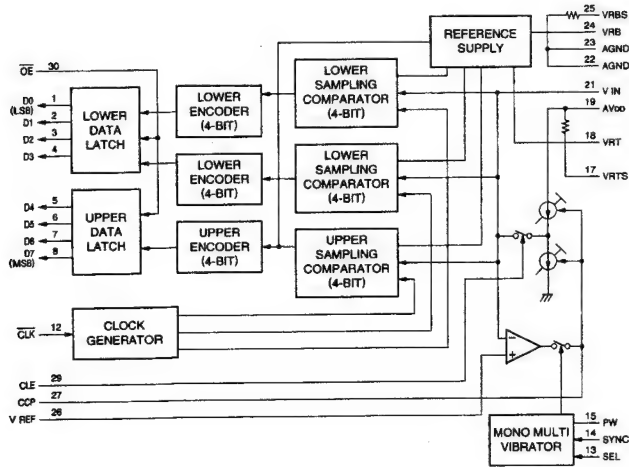 25 VRBS
24 VRB
23 AGND
22 AGND
REFERENCE
SUPPLY
OE 30
D0 1
(LSB)
D1 2
D2 3
D3 4
LOWER
DATA
LATCH
LOWER
ENCODER
(4-BIT)
LOWER
SAMPLING
COMPARATOR
(4-BIT)
21 V IN
19 AVDD
18 VRT
17 VRTS
LOWER
ENCODER
(4-BIT)
LOWER
SAMPLING
COMPARATOR
(4-BIT)
D4 5
D5 6
D6 7
D7 8
(MSB)
UPPER
DATA
LATCH
UPPER
ENCODER
(4-BIT)
UPPER
SAMPLING
COMPARATOR
(4-BIT)
CLK 12
CLOCK
GENERATOR
−
+
CLE 29
CCP 27
V REF 26
MONO MULTI
VIBRATOR
15 PW
14 SYNC
13 SEL